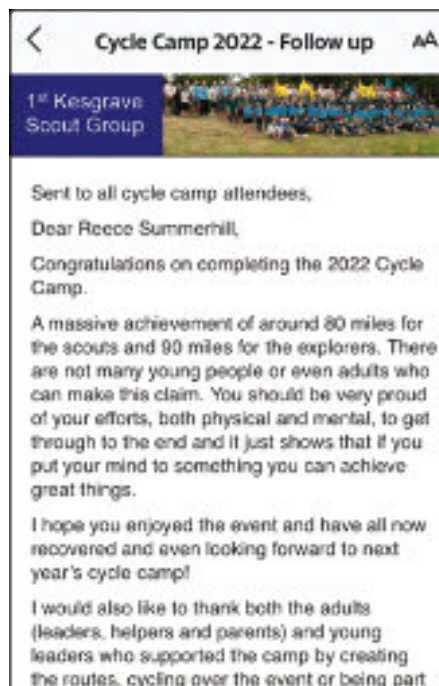 Cycle Camp 2022 - Follow up AA
1st Kesgrave
Scout Group
Sent to all cycle camp attendees,
Dear Reece Summerhill,
Congratulations on completing the 2022 Cycle
Camp.
A massive achievement of around 80 miles for
the scouts and 90 miles for the explorers. There
are not many young people or even adults who
can make this claim. You should be very proud
of your efforts, both physical and mental, to get
through to the end and it just shows that if you
put your mind to something you can achieve
great things.
I hope you enjoyed the event and have all now
recovered and even looking forward to next
year's cycle camp!
I would also like to thank both the adults
(leaders, helpers and parents) and young
leaders who supported the camp by creating
the routes, cycling over the event or being part